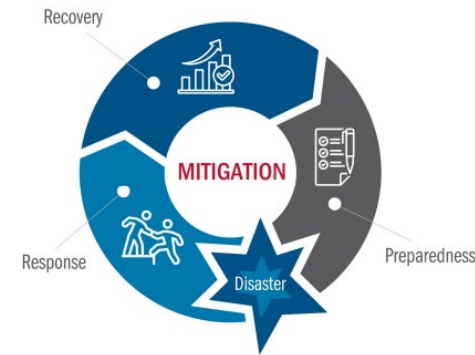 Recovery
MITIGATION
Response
Disaster
Preparedness